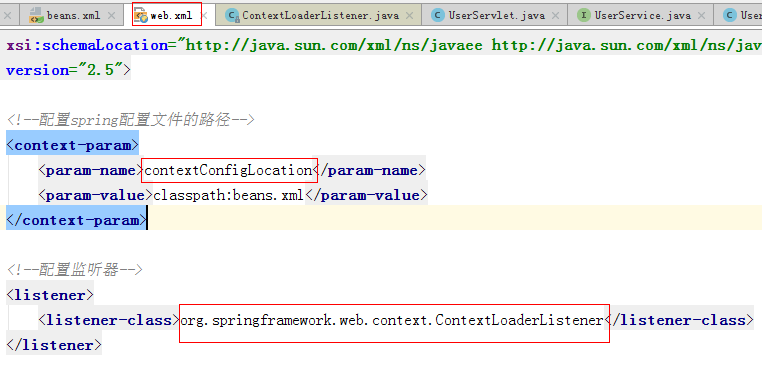 beans.xml web.xml ContextLoaderListener.java UserServlet.java UserService.java
xsi:schemaLocation="http://java.sun.com/xml/ns/javaee http://java.sun.com/xml/ns/javaee
version="2.5">
<!--配置spring配置文件的路径-->
<context-param>
<param-name>contextConfigLocation</param-name>
<param-value>classpath:beans.xml</param-value>
</context-param>
<!--配置监听器-->
<listener>
<listener-class>org.springframework.web.context.ContextLoaderListener</listener-class>
</listener>